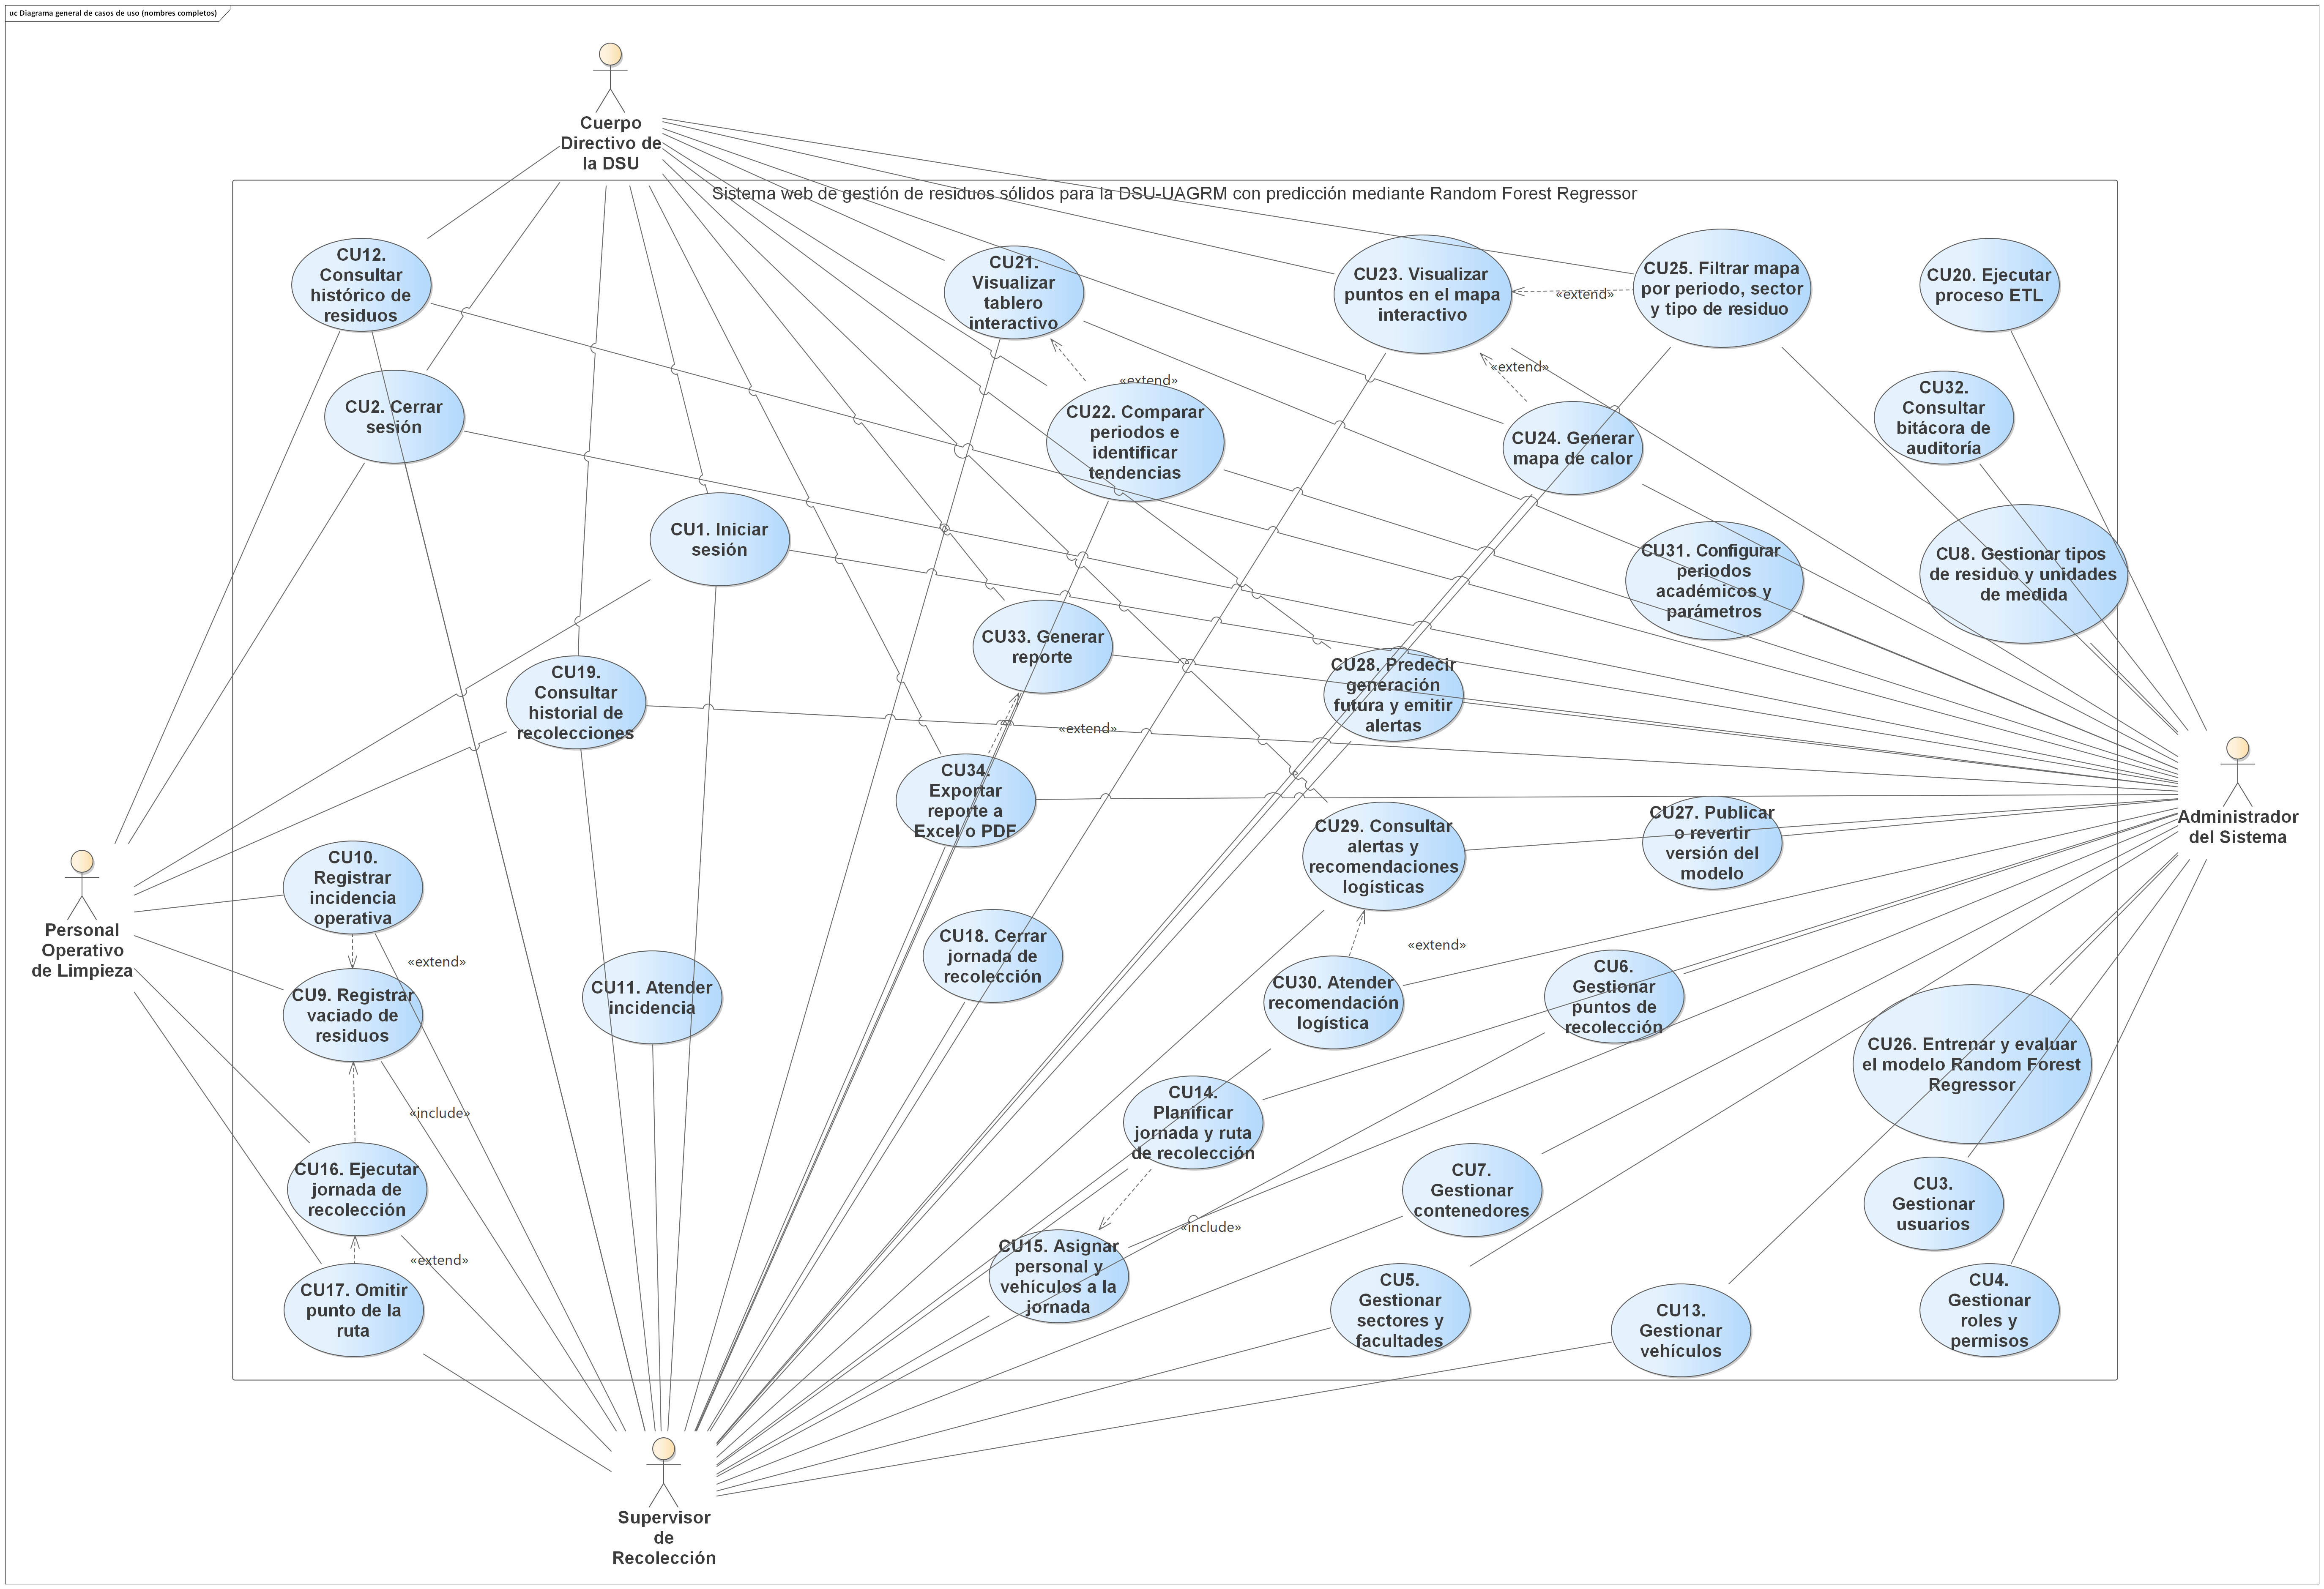 uc Diagrama general de casos de uso (nombres completos)
Cuerpo
Directivo de
la DSU
Sistema web de gestión de residuos sólidos para la DSU-UAGRM con predicción mediante Random Forest Regressor
CU12.
Consultar
histórico de
residuos
CU21.
Visualizar
tablero
interactivo
CU23. Visualizar
puntos en el mapa
interactivo
«extend»
CU25. Filtrar mapa
por periodo, sector
y tipo de residuo
CU20. Ejecutar
proceso ETL
CU2. Cerrar
sesión
«extend»
CU22. Comparar
periodos e
identificar
tendencias
«extend»
CU24. Generar
mapa de calor
CU32.
Consultar
bitácora de
auditoría
CU1. Iniciar
sesión
CU31. Configurar
periodos
académicos y
parámetros
CU8. Gestionar tipos
de residuo y unidades
de medida
CU33. Generar
reporte
CU28. Predecir
generación
futura y emitir
alertas
CU19.
Consultar
historial de
recolecciones
«extend»
CU34.
Exportar
reporte a
Excel o PDF
CU29. Consultar
alertas y
recomendaciones
logísticas
CU27. Publicar
o revertir
versión del
modelo
Administrador
del Sistema
CU10.
Registrar
incidencia
operativa
Personal
Operativo
de Limpieza
«extend»
CU9. Registrar
vaciado de
residuos
CU11. Atender
incidencia
CU18. Cerrar
jornada de
recolección
«extend»
CU30. Atender
recomendación
logística
CU6.
Gestionar
puntos de
recolección
CU26. Entrenar y evaluar
el modelo Random Forest
Regressor
«include»
CU14.
Planificar
jornada y ruta
de recolección
CU16. Ejecutar
jornada de
recolección
CU7.
Gestionar
contenedores
CU3.
Gestionar
usuarios
«include»
«extend»
CU15. Asignar
personal y
vehículos a la
jornada
CU17. Omitir
punto de la
ruta
CU5.
Gestionar
sectores y
facultades
CU13.
Gestionar
vehículos
CU4.
Gestionar
roles y
permisos
Supervisor
de
Recolección